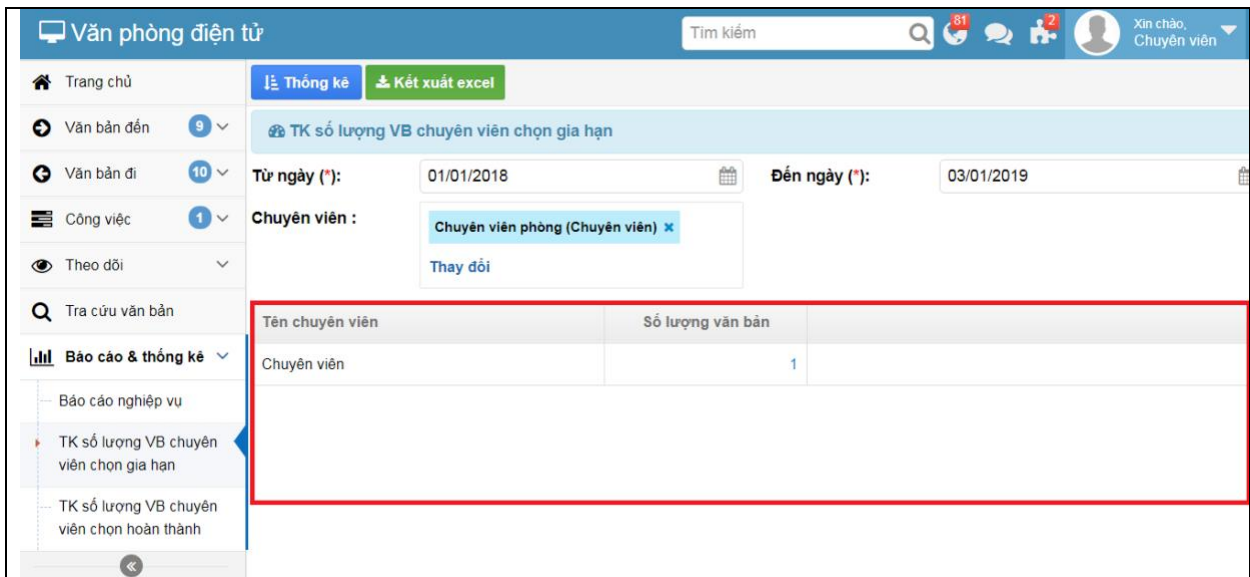 Văn phòng điện tử
Tìm kiếm
81
2
Xin chào,
Chuyên viên
Trang chủ
Văn bản đến 9
Văn bản đi 10
Công việc 1
Theo dõi
Tra cứu văn bản
Báo cáo & thống kê
Báo cáo nghiệp vụ
TK số lượng VB chuyên
viên chọn gia hạn
TK số lượng VB chuyên
viên chọn hoàn thành
Thống kê Kết xuất excel
TK số lượng VB chuyên viên chọn gia hạn
Từ ngày (*): 01/01/2018 Đến ngày (*): 03/01/2019
Chuyên viên : Chuyên viên phòng (Chuyên viên) ×
Thay đổi
Tên chuyên viên Số lượng văn bản
Chuyên viên 1